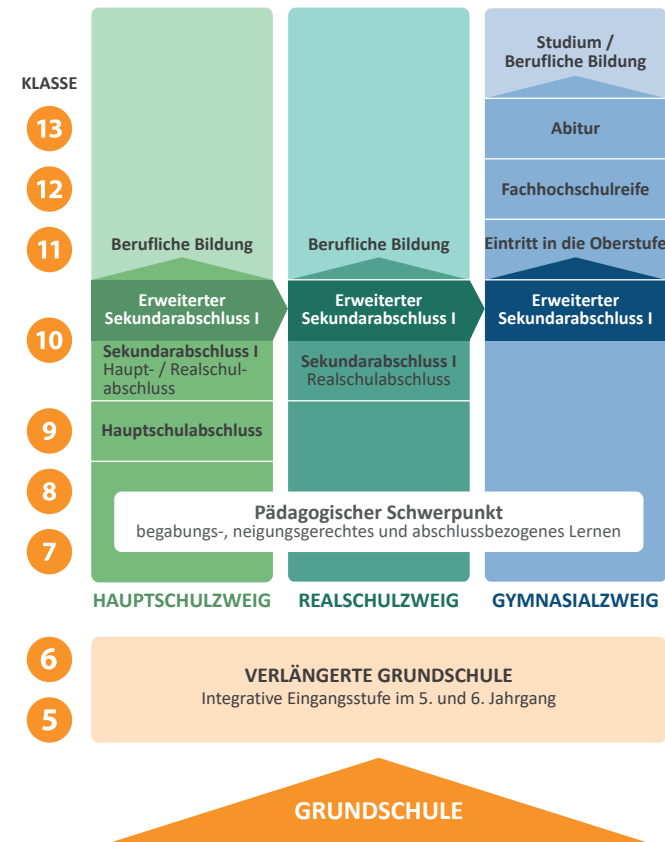 Studium /
Berufliche Bildung
KLASSE
13
Abitur
12
Fachhochschulreife
11
Berufliche Bildung
Berufliche Bildung
Eintritt in die Oberstufe
10
Erweiterter
Sekundarabschluss I
Erweiterter
Sekundarabschluss I
Erweiterter
Sekundarabschluss I
Sekundarabschluss I
Haupt- / Realschul-
abschluss
Sekundarabschluss I
Realschulabschluss
9
Hauptschulabschluss
8
7
Pädagogischer Schwerpunkt
begabungs-, neigungsgerechtes und abschlussbezogenes Lernen
HAUPTSCHULZWEIG
REALSCHULZWEIG
GYMNASIALZWEIG
6
5
VERLÄNGERTE GRUNDSCHULE
Integrative Eingangsstufe im 5. und 6. Jahrgang
GRUNDSCHULE